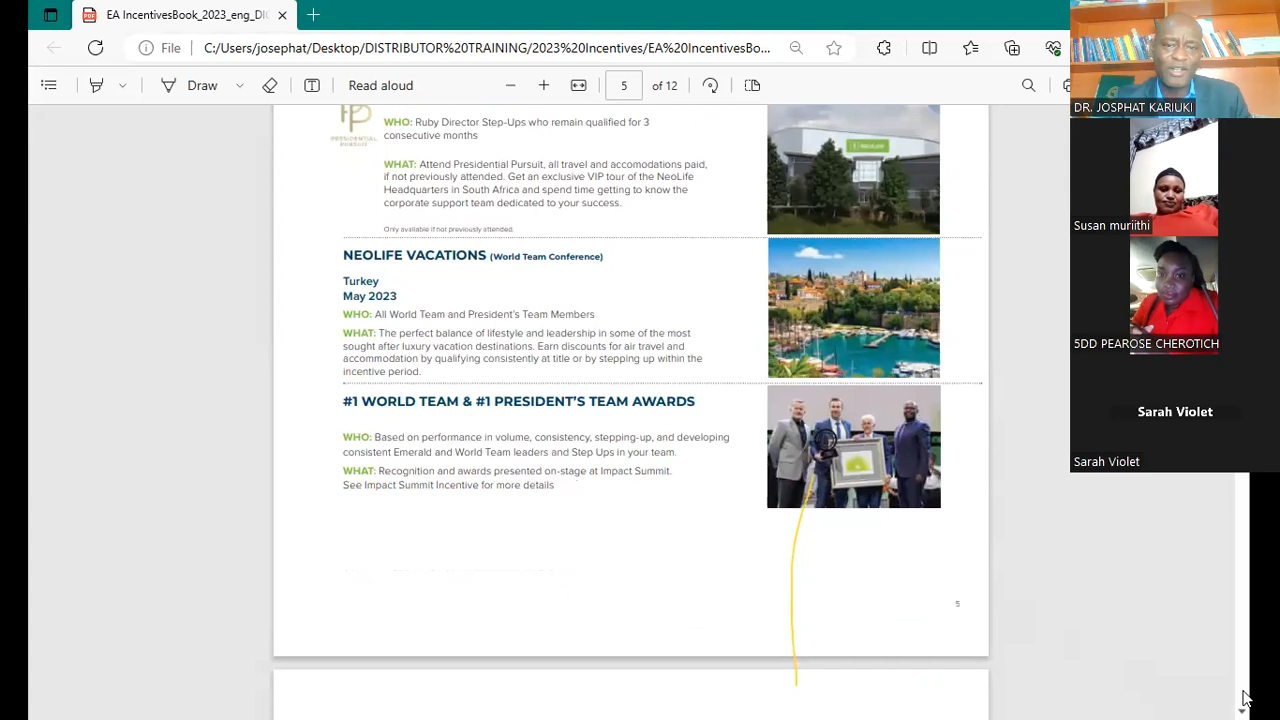 EA IncentivesBook_2023_eng_DI
File
C:/Users/josephat/Desktop/DISTRIBUTOR%20TRAINING/2023%20Incentives/EA%20IncentivesBo...
Draw
Read aloud
5
of 12
PRESIDENTIAL
PURSUIT
WHO: Ruby Director Step-Ups who remain qualified for 3
consecutive months
WHAT: Attend Presidential Pursuit, all travel and accomodations paid,
if not previously attended. Get an exclusive VIP tour of the NeoLife
Headquarters in South Africa and spend time getting to know the
corporate support team dedicated to your success.
Only available if not previously attended.
NEOLIFE VACATIONS (World Team Conference)
Turkey
May 2023
WHO: All World Team and President's Team Members
WHAT: The perfect balance of lifestyle and leadership in some of the most
sought after luxury vacation destinations. Earn discounts for air travel and
accommodation by qualifying consistently at title or by stepping up within the
incentive period.
#1 WORLD TEAM & #1 PRESIDENT'S TEAM AWARDS
WHO: Based on performance in volume, consistency, stepping-up, and developing
consistent Emerald and World Team leaders and Step Ups in your team.
WHAT: Recognition and awards presented on-stage at Impact Summit.
See Impact Summit Incentive for more details
5
DR. JOSPHAT KARIUKI
Susan muriithi
5DD PEAROSE CHEROTICH
Sarah Violet
Sarah Violet